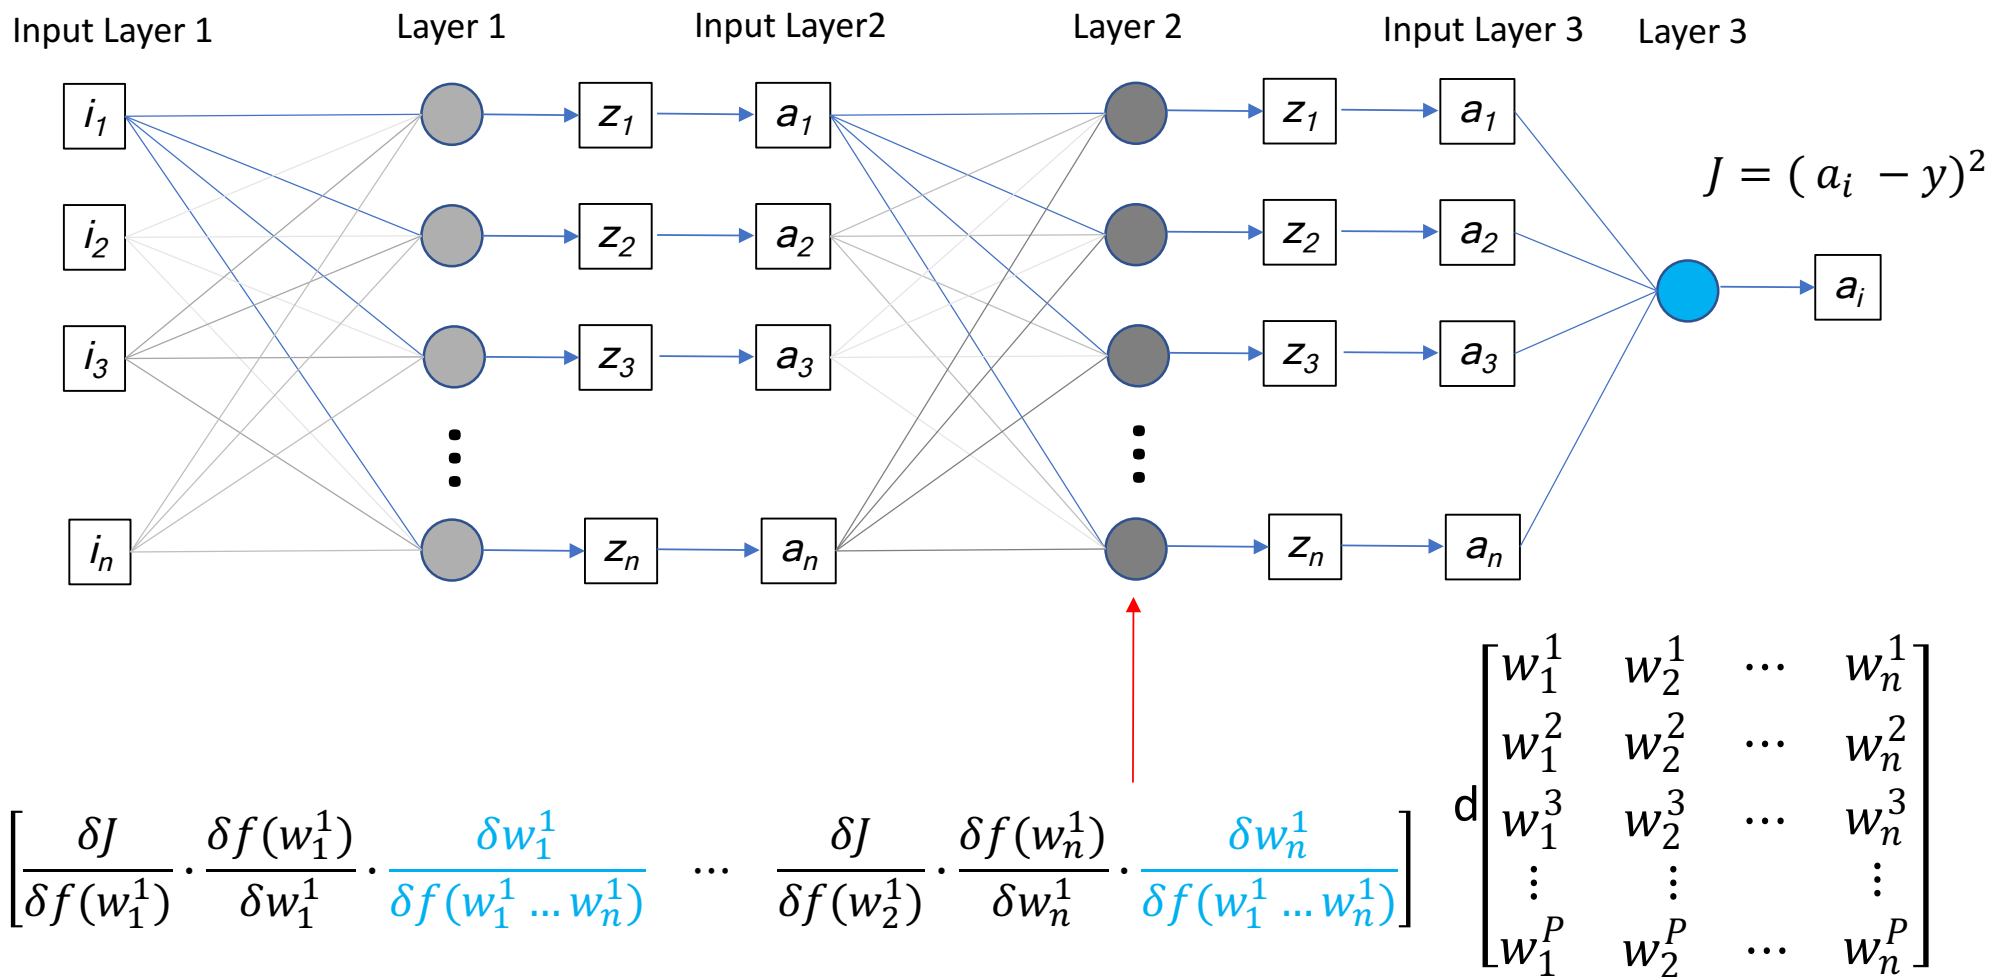 Input Layer 1 Layer 1 Input Layer2 Layer 2 Input Layer 3 Layer 3
i₁ z₁ a₁ z₁ a₁
J = ( aᵢ − y)²
i₂ z₂ a₂ z₂ a₂
aᵢ
i₃ z₃ a₃ z₃ a₃
⋮ ⋮
iₙ zₙ aₙ zₙ aₙ
[δJ/δf(w₁¹) · δf(w₁¹)/δw₁¹ · δw₁¹/δf(w₁¹ … wₙ¹) ⋯ δJ/δf(w₂¹) · δf(wₙ¹)/δwₙ¹ · δwₙ¹/δf(w₁¹ … wₙ¹)]
d
[w₁¹ w₂¹ ⋯ wₙ¹
w₁² w₂² ⋯ wₙ²
w₁³ w₂³ ⋯ wₙ³
⋮ ⋮ ⋮
w₁ᴾ w₂ᴾ ⋯ wₙᴾ]